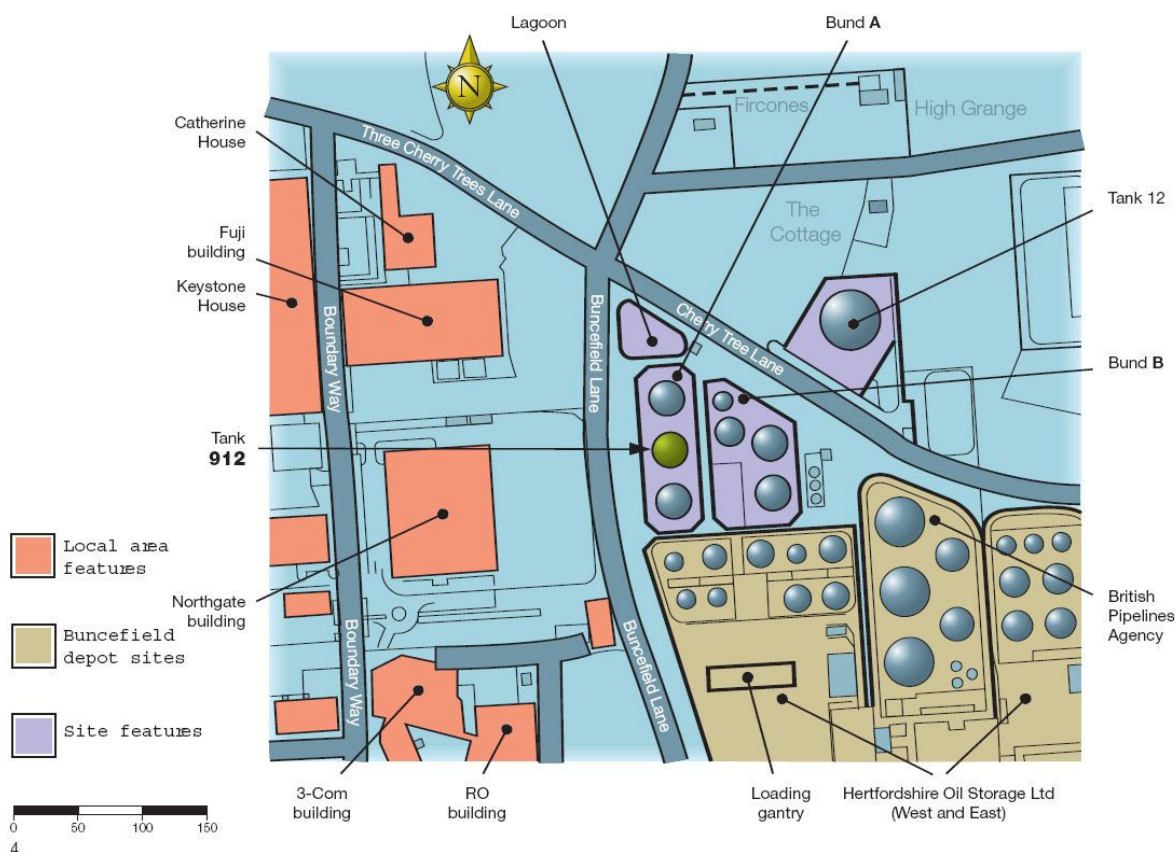 Lagoon
Bund A
N
Fircones
High Grange
Catherine
House
Three Cherry Trees Lane
Tank 12
The
Cottage
Fuji
building
Keystone
House
Boundary Way
Buncefield Lane
Cherry Tree Lane
Bund B
Tank
912
Local area
features
Northgate
building
British
Pipelines
Agency
Buncefield
depot sites
Boundary Way
Buncefield Lane
Site features
3-Com
building
RO
building
Loading
gantry
Hertfordshire Oil Storage Ltd
(West and East)
0 50 100 150
4